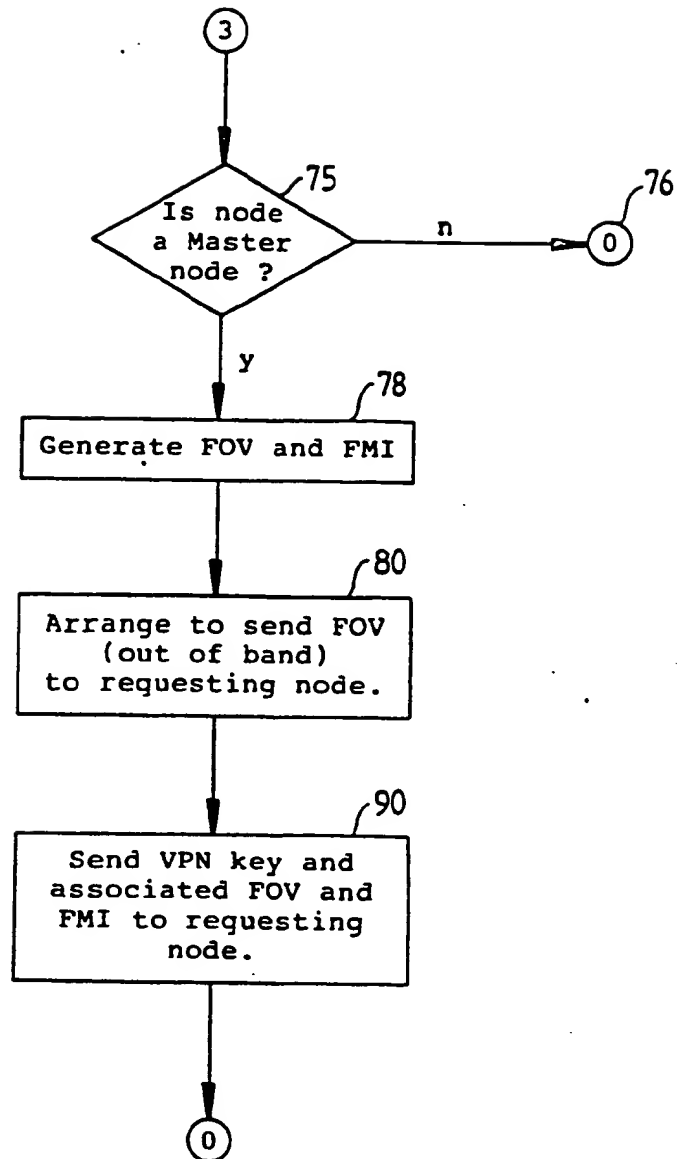 3
75
Is node
a Master
node ?
n
76
0
y
78
Generate FOV and FMI
80
Arrange to send FOV
(out of band)
to requesting node.
90
Send VPN key and
associated FOV and
FMI to requesting
node.
0